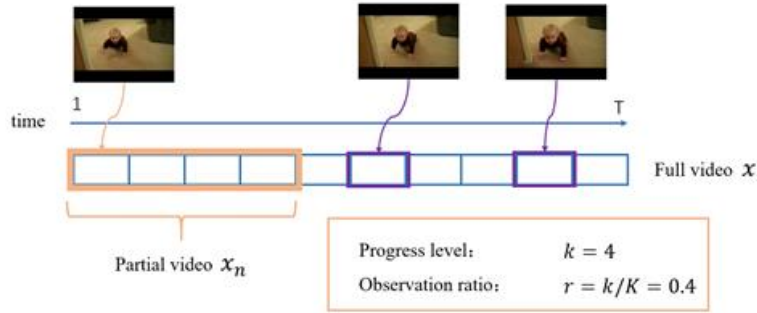 1 T
time
Full video x
Partial video xₙ
Progress level： k = 4
Observation ratio： r = k/K = 0.4